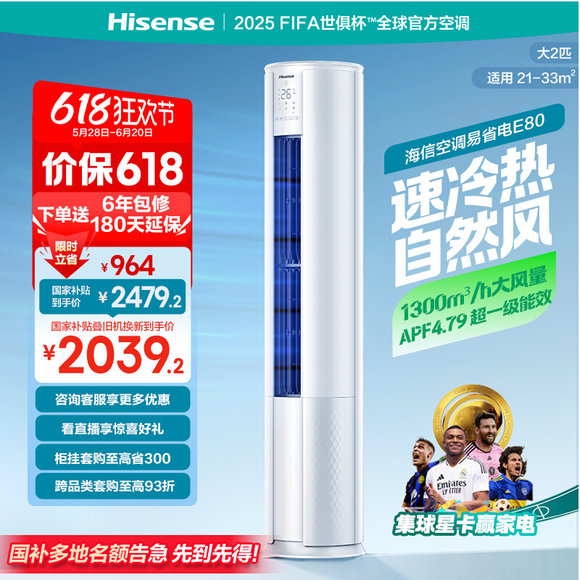 Hisense 2025 FIFA世俱杯™全球官方空调
大2匹
适用 21-33m²
618狂欢节
5月28日-6月20日
价保618
下单送 6年包修
180天延保
限时
立省 ¥964
国家补贴
到手价 ¥2479.2
国家补贴叠旧机换新到手价
¥2039.2
咨询客服享更多优惠
看直播享惊喜好礼
柜挂套购至高省300
跨品类套购至高93折
国补多地名额告急 先到先得!
Hisense
26
海信空调易省电E80
速冷热
自然风
1300m³/h大风量
APF4.79 超一级能效
Emirates
FLY
BETTER
集球星卡赢家电